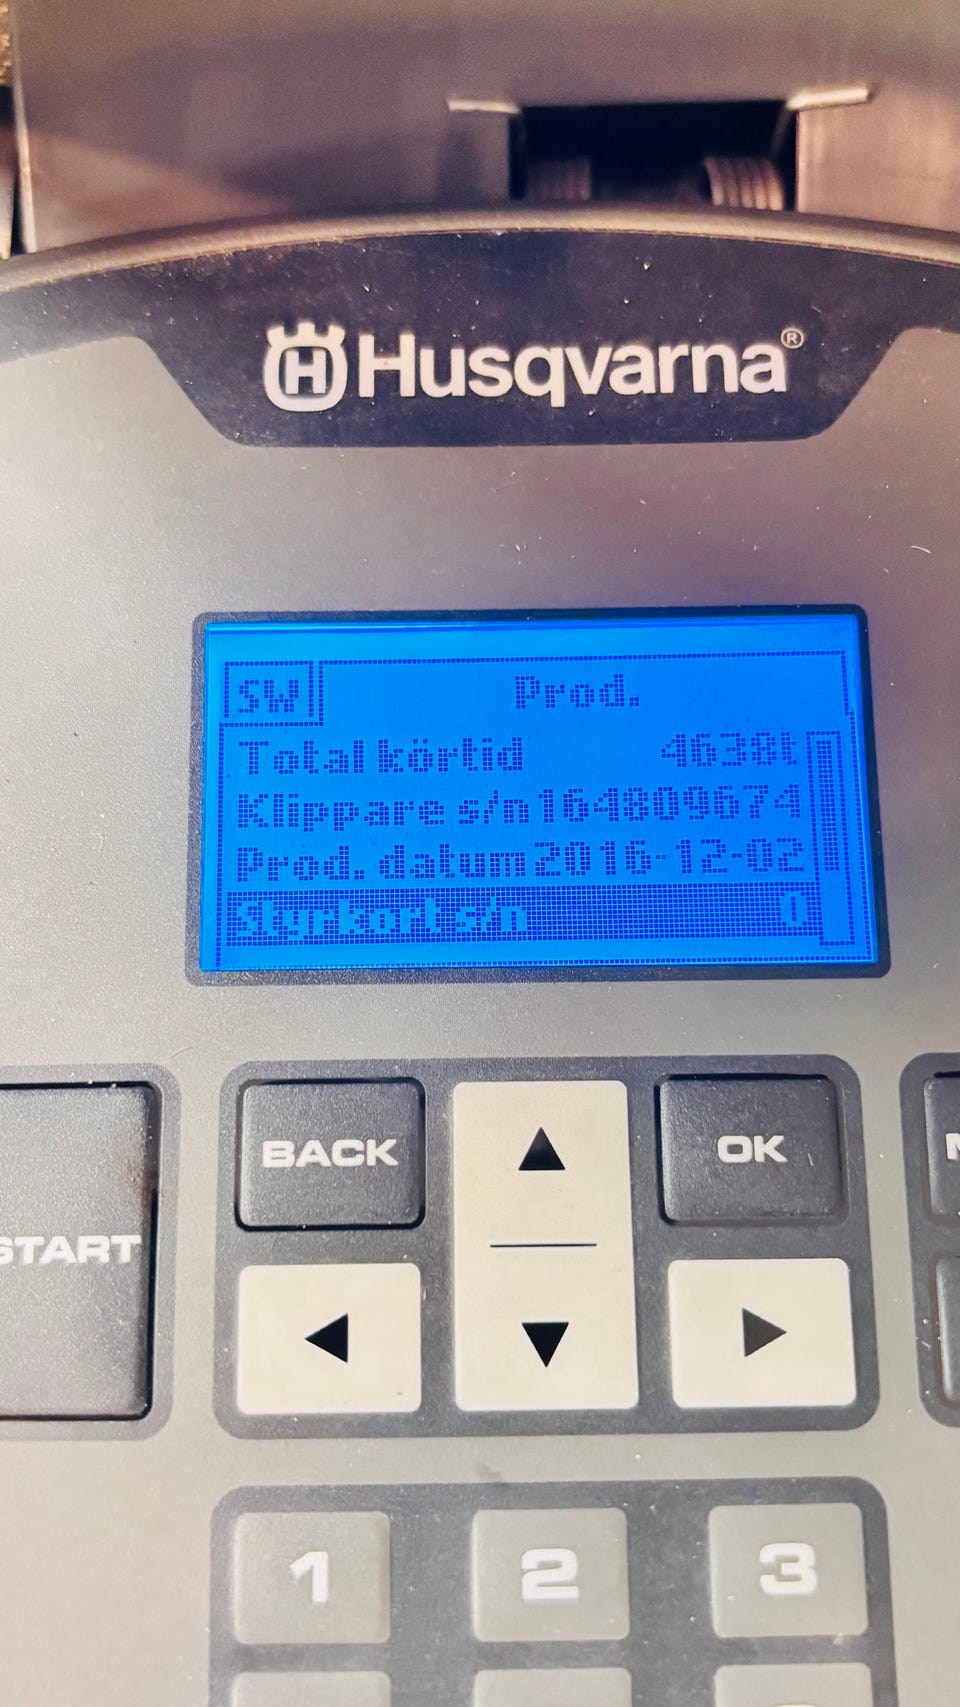 Husqvarna®
SW Prod.
Total körtid 4638t
Klippare s/n 164809674
Prod. datum 2016-12-02
Styrkort s/n 0
BACK
OK
START
1 2 3